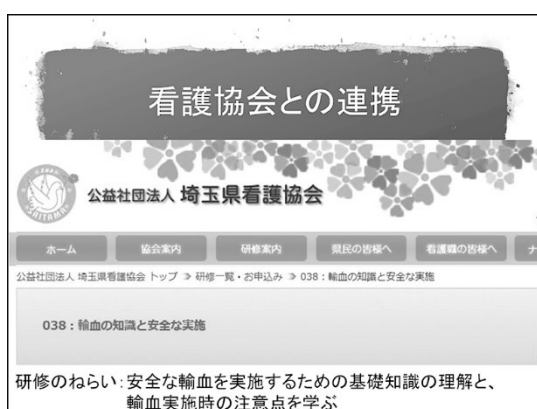 看護協会との連携
SAITAMA
公益社団法人 埼玉県看護協会
ホーム 協会案内 研修案内 県民の皆様へ 看護職の皆様へ ナ
公益社団法人 埼玉県看護協会 トップ ≫ 研修一覧・お申込み ≫ 038：輸血の知識と安全な実施
038：輸血の知識と安全な実施
研修のねらい：安全な輸血を実施するための基礎知識の理解と、
輸血実施時の注意点を学ぶ